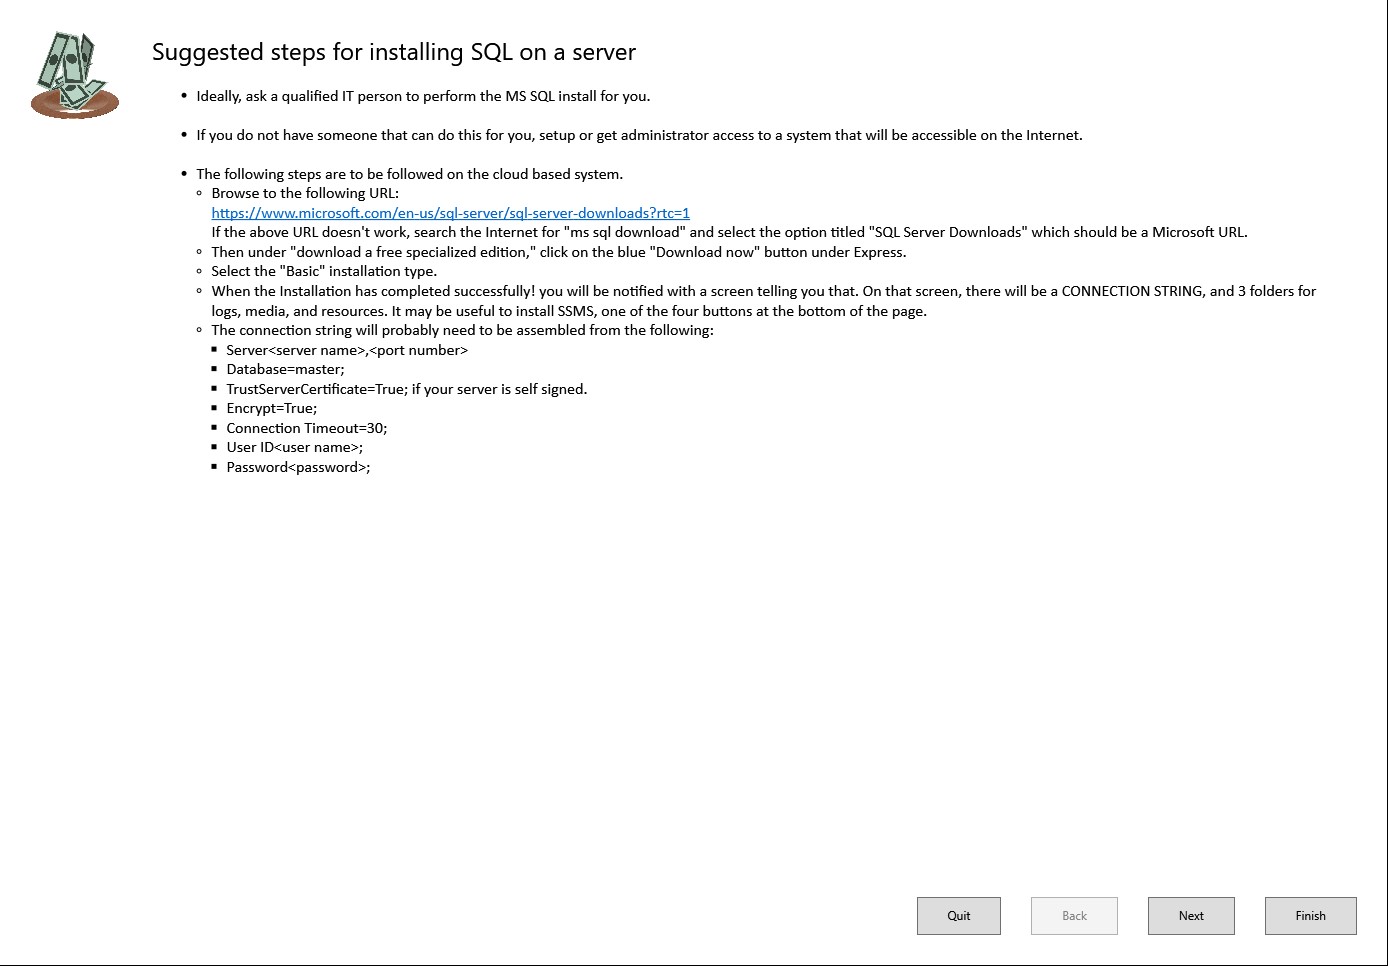 Suggested steps for installing SQL on a server
• Ideally, ask a qualified IT person to perform the MS SQL install for you.
• If you do not have someone that can do this for you, setup or get administrator access to a system that will be accessible on the Internet.
• The following steps are to be followed on the cloud based system.
◦ Browse to the following URL:
https://www.microsoft.com/en-us/sql-server/sql-server-downloads?rtc=1
If the above URL doesn't work, search the Internet for "ms sql download" and select the option titled "SQL Server Downloads" which should be a Microsoft URL.
◦ Then under "download a free specialized edition," click on the blue "Download now" button under Express.
◦ Select the "Basic" installation type.
◦ When the Installation has completed successfully! you will be notified with a screen telling you that. On that screen, there will be a CONNECTION STRING, and 3 folders for
logs, media, and resources. It may be useful to install SSMS, one of the four buttons at the bottom of the page.
◦ The connection string will probably need to be assembled from the following:
▪ Server<server name>,<port number>
▪ Database=master;
▪ TrustServerCertificate=True; if your server is self signed.
▪ Encrypt=True;
▪ Connection Timeout=30;
▪ User ID<user name>;
▪ Password<password>;
Quit Back Next Finish